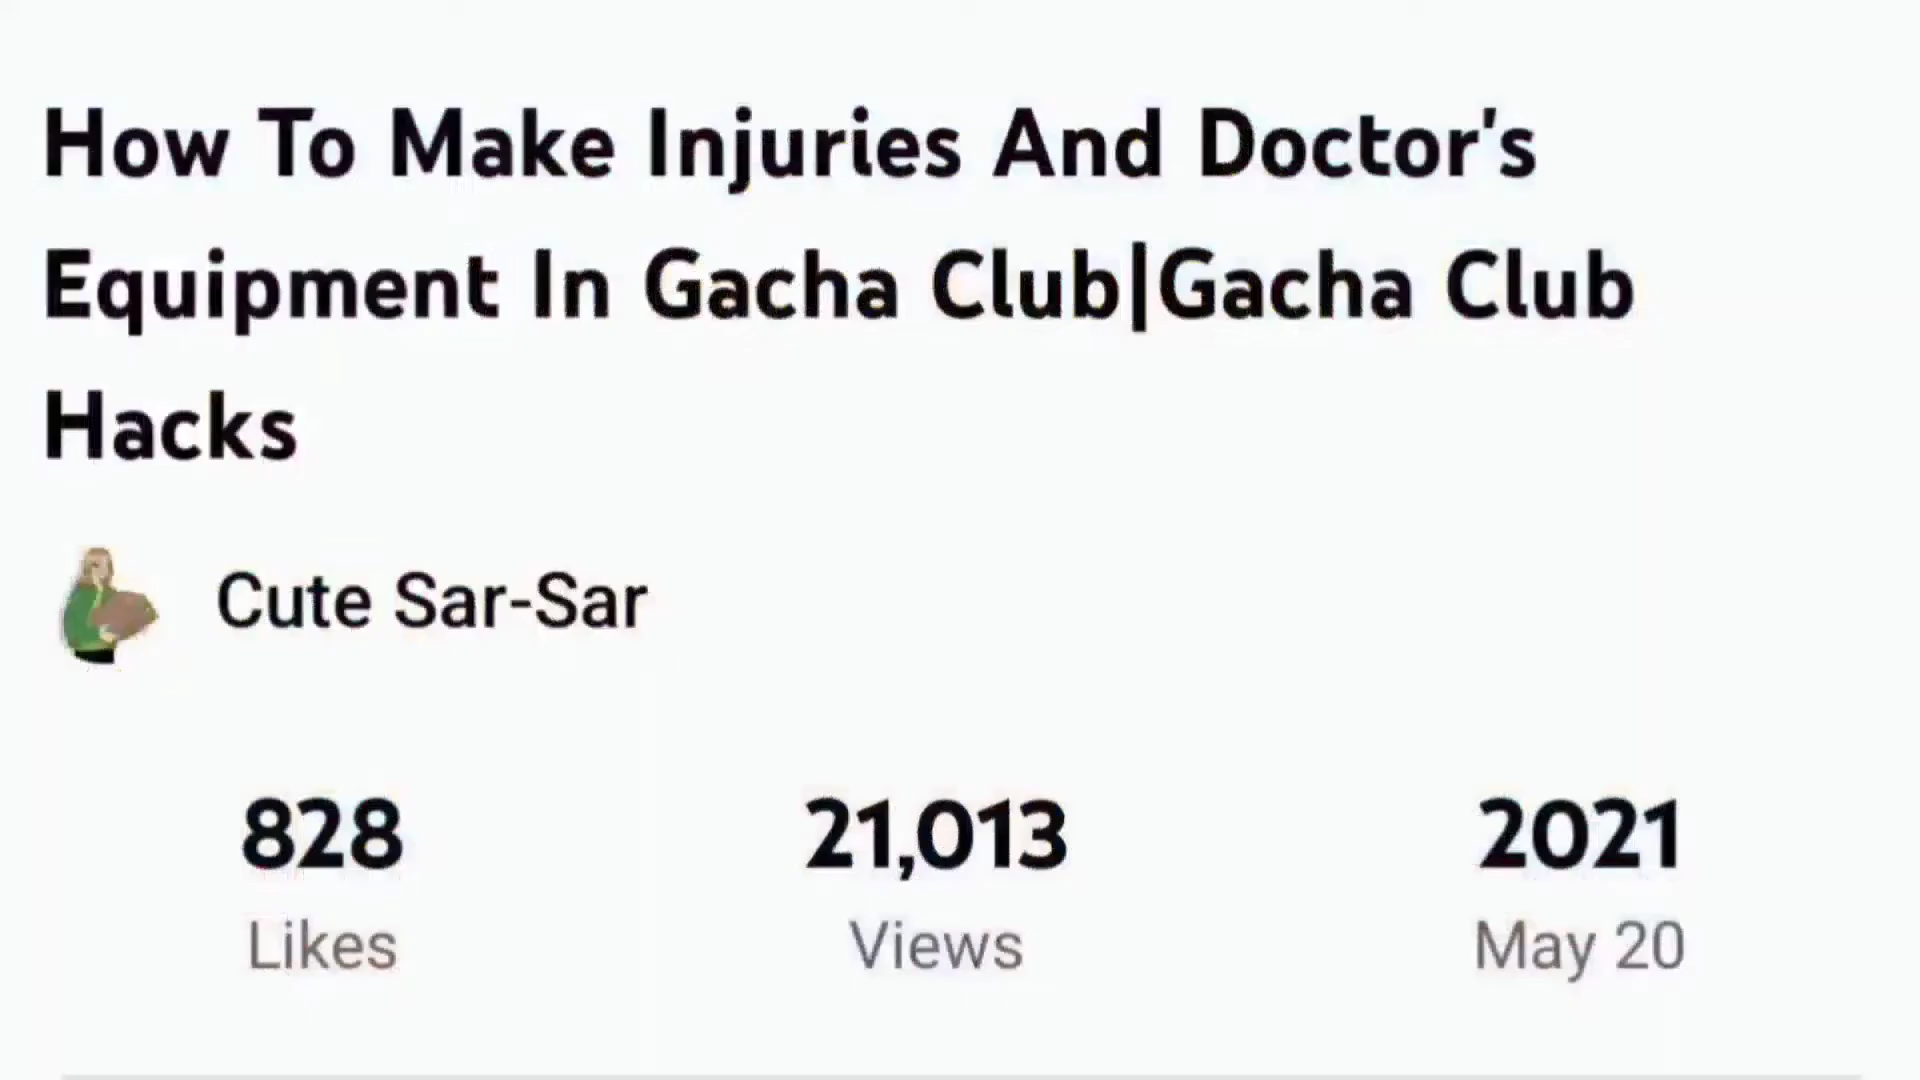 How To Make Injuries And Doctor's
Equipment In Gacha Club|Gacha Club
Hacks
Cute Sar-Sar
828
Likes
21,013
Views
2021
May 20